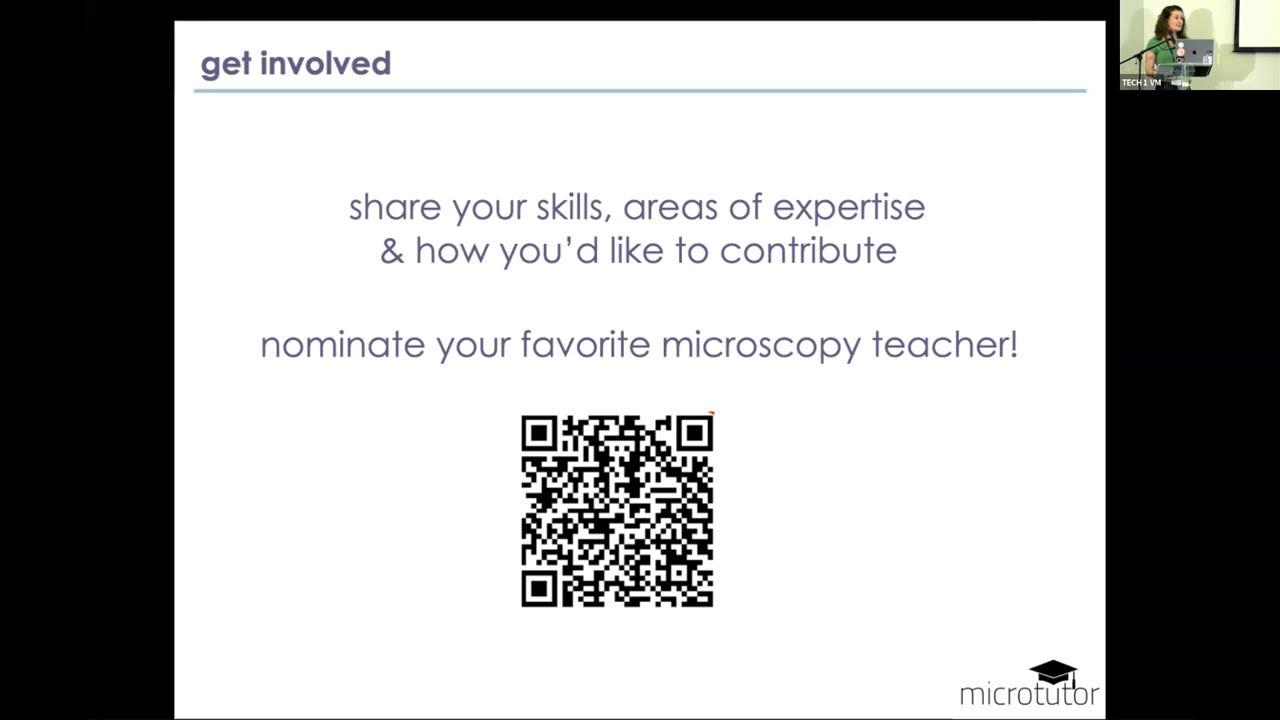 get involved
share your skills, areas of expertise
& how you’d like to contribute
nominate your favorite microscopy teacher!
microtutor
TECH 1 VM